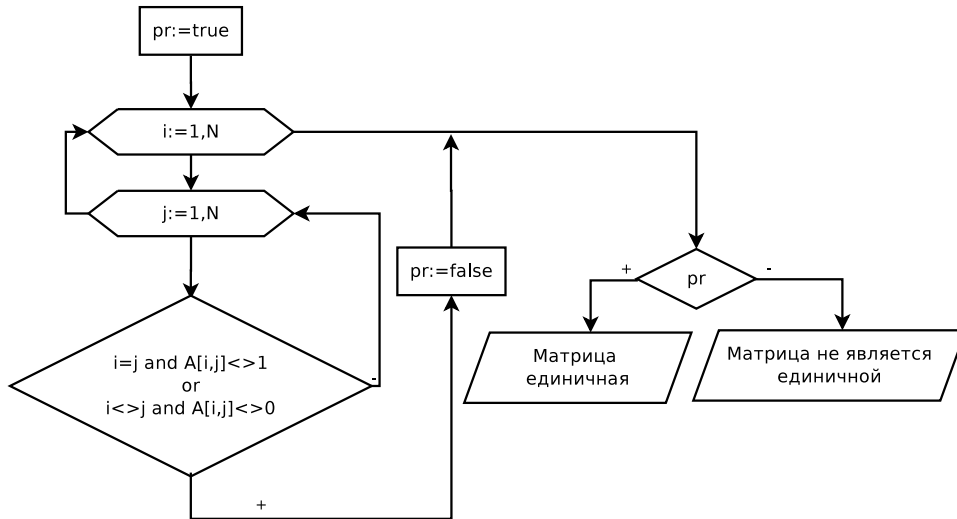 pr:=true
i:=1,N
j:=1,N
pr:=false
+
pr
-
i=j and A[i,j]<>1
or
i<>j and A[i,j]<>0
-
Матрица
единичная
Матрица не является
единичной
+